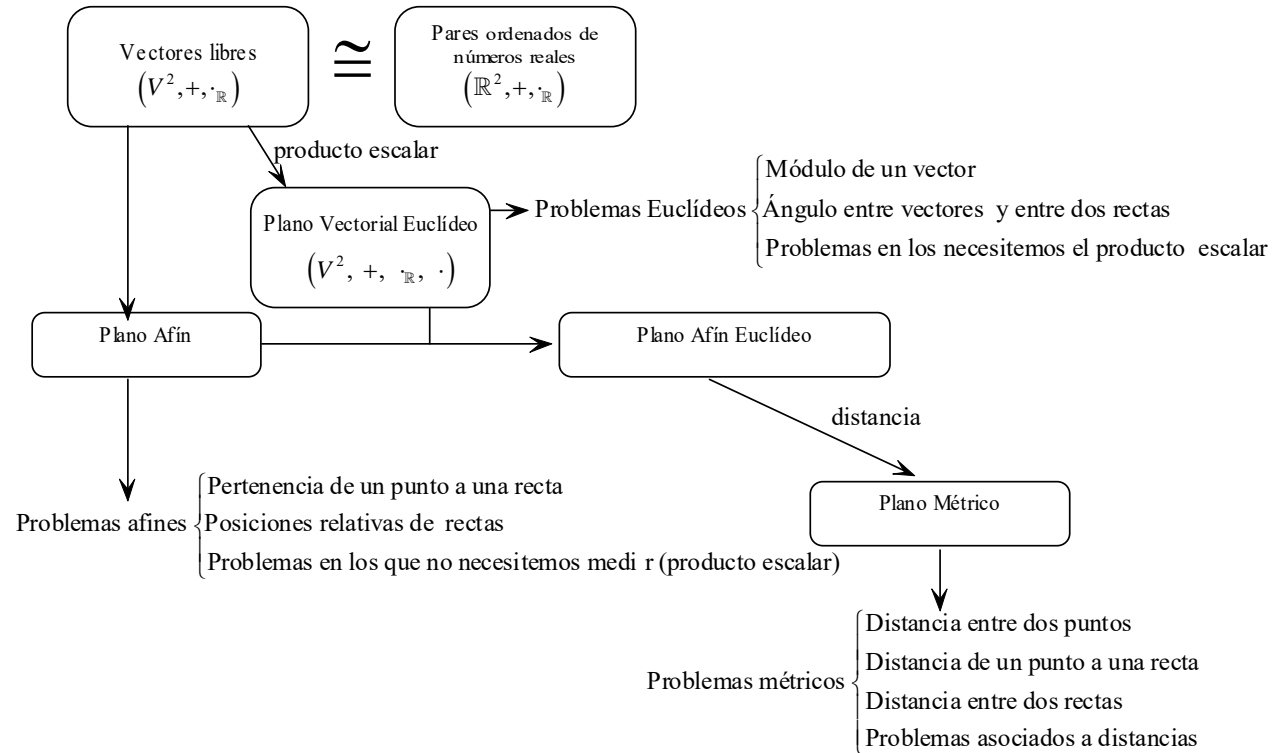 Vectores libres
(V², +, ·ℝ)
≅
Pares ordenados de
números reales
(ℝ², +, ·ℝ)
producto escalar
Plano Vectorial Euclídeo
(V², +, ·ℝ, ·)
Problemas Euclídeos
Módulo de un vector
Ángulo entre vectores y entre dos rectas
Problemas en los necesitemos el producto escalar
Plano Afín
Plano Afín Euclídeo
distancia
Problemas afines
Pertenencia de un punto a una recta
Posiciones relativas de rectas
Problemas en los que no necesitemos medi r (producto escalar)
Plano Métrico
Problemas métricos
Distancia entre dos puntos
Distancia de un punto a una recta
Distancia entre dos rectas
Problemas asociados a distancias